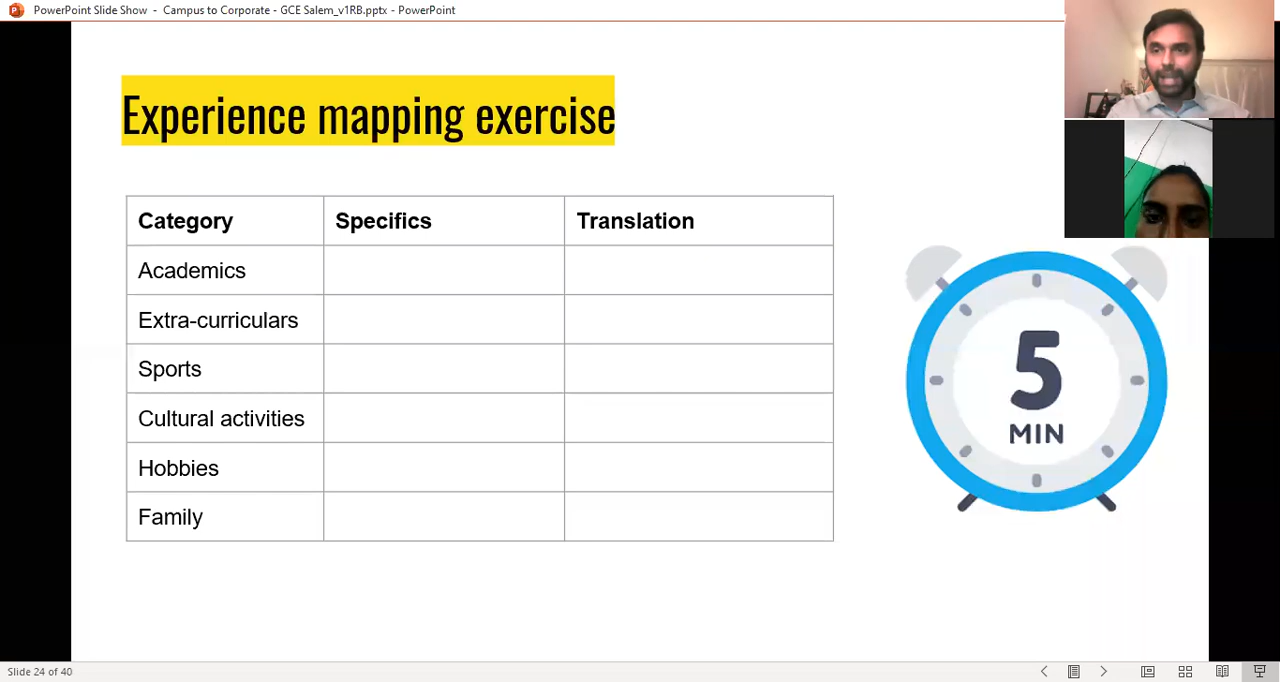 PowerPoint Slide Show - Campus to Corporate - GCE Salem_v1RB.pptx - PowerPoint
Experience mapping exercise
Category Specifics Translation
Academics
Extra-curriculars
Sports
Cultural activities
Hobbies
Family
5
MIN
Slide 24 of 40